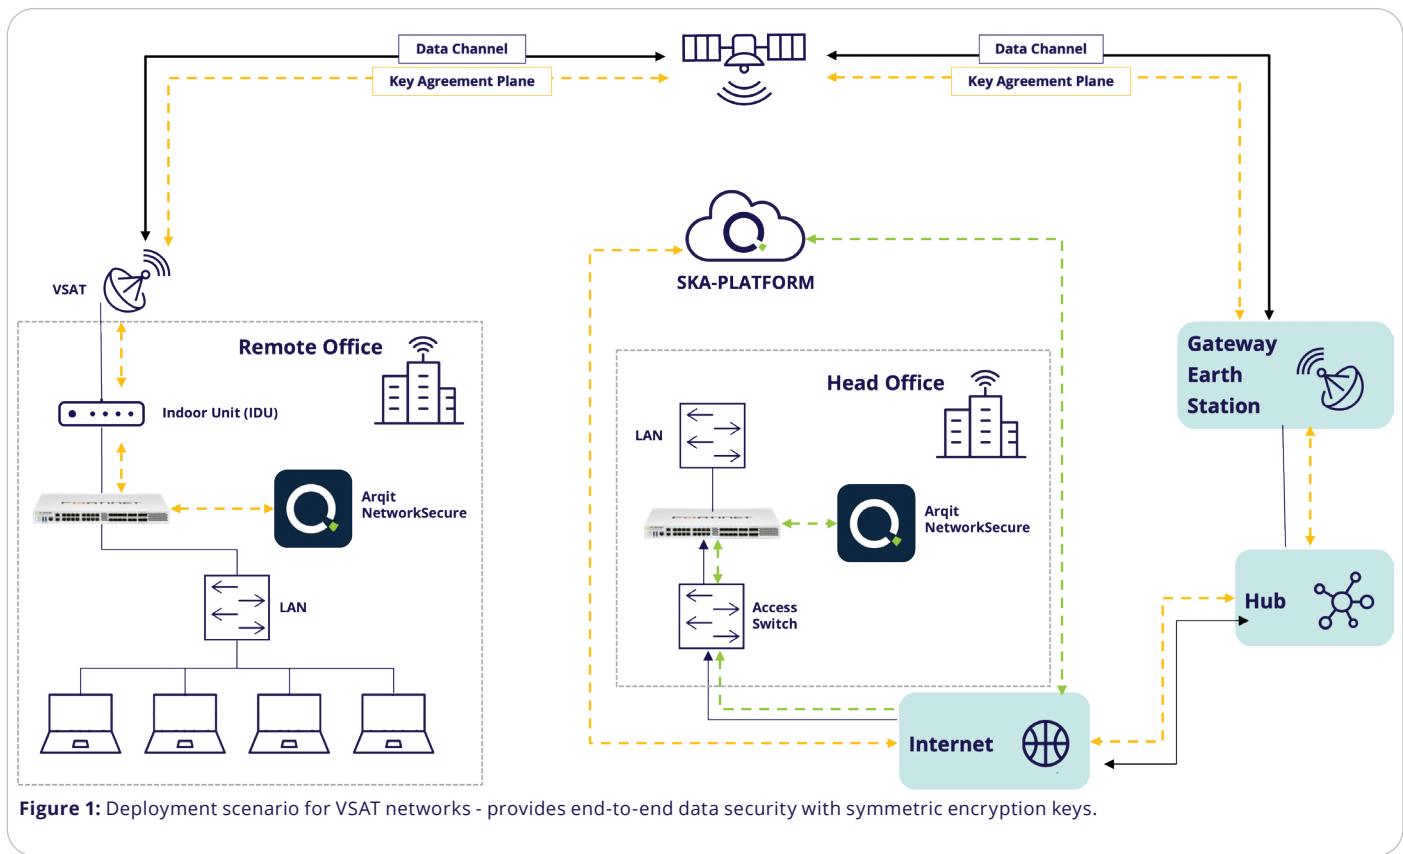 Data Channel
Key Agreement Plane
Data Channel
Key Agreement Plane
SKA-PLATFORM
VSAT
Remote Office
Indoor Unit (IDU)
FORTINET
Arqit
NetworkSecure
LAN
Head Office
LAN
FORTINET
Arqit
NetworkSecure
Access
Switch
Gateway
Earth
Station
Hub
Internet
Figure 1: Deployment scenario for VSAT networks - provides end-to-end data security with symmetric encryption keys.